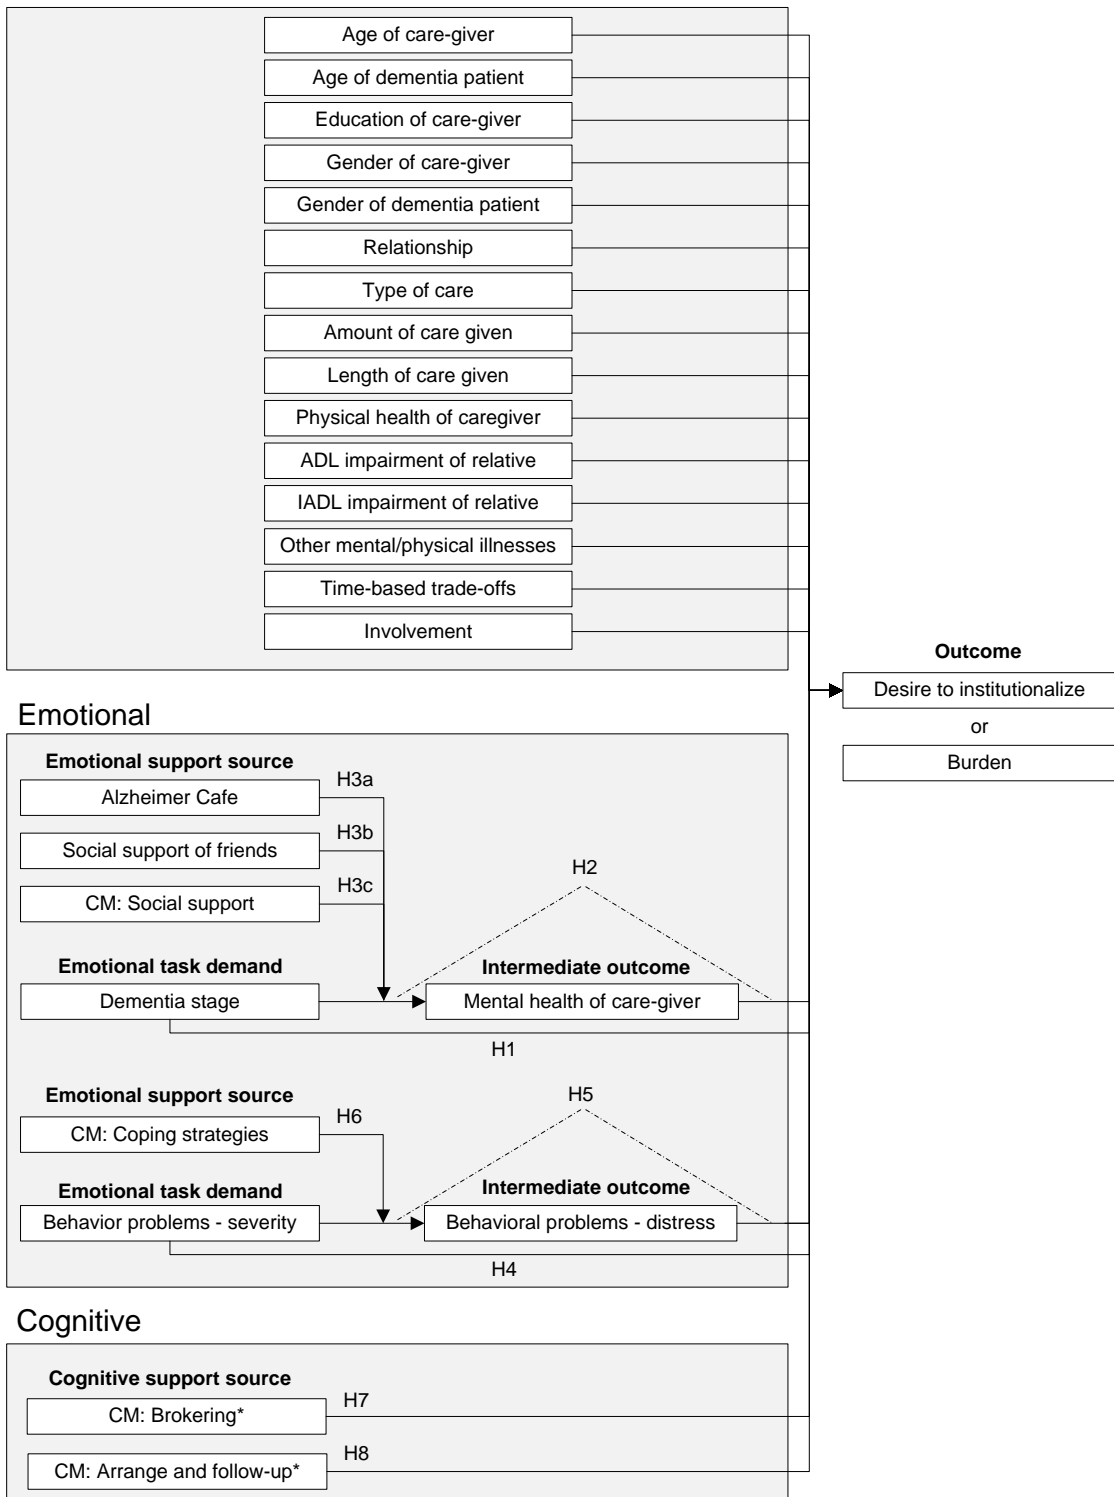 Age of care-giver
Age of dementia patient
Education of care-giver
Gender of care-giver
Gender of dementia patient
Relationship
Type of care
Amount of care given
Length of care given
Physical health of caregiver
ADL impairment of relative
IADL impairment of relative
Other mental/physical illnesses
Time-based trade-offs
Involvement
Outcome
Desire to institutionalize
or
Burden
Emotional
Emotional support source
H3a
Alzheimer Cafe
H3b
Social support of friends
H3c
CM: Social support
H2
Emotional task demand
Intermediate outcome
Dementia stage
Mental health of care-giver
H1
Emotional support source
H5
H6
CM: Coping strategies
Emotional task demand
Intermediate outcome
Behavior problems - severity
Behavioral problems - distress
H4
Cognitive
Cognitive support source
H7
CM: Brokering*
H8
CM: Arrange and follow-up*